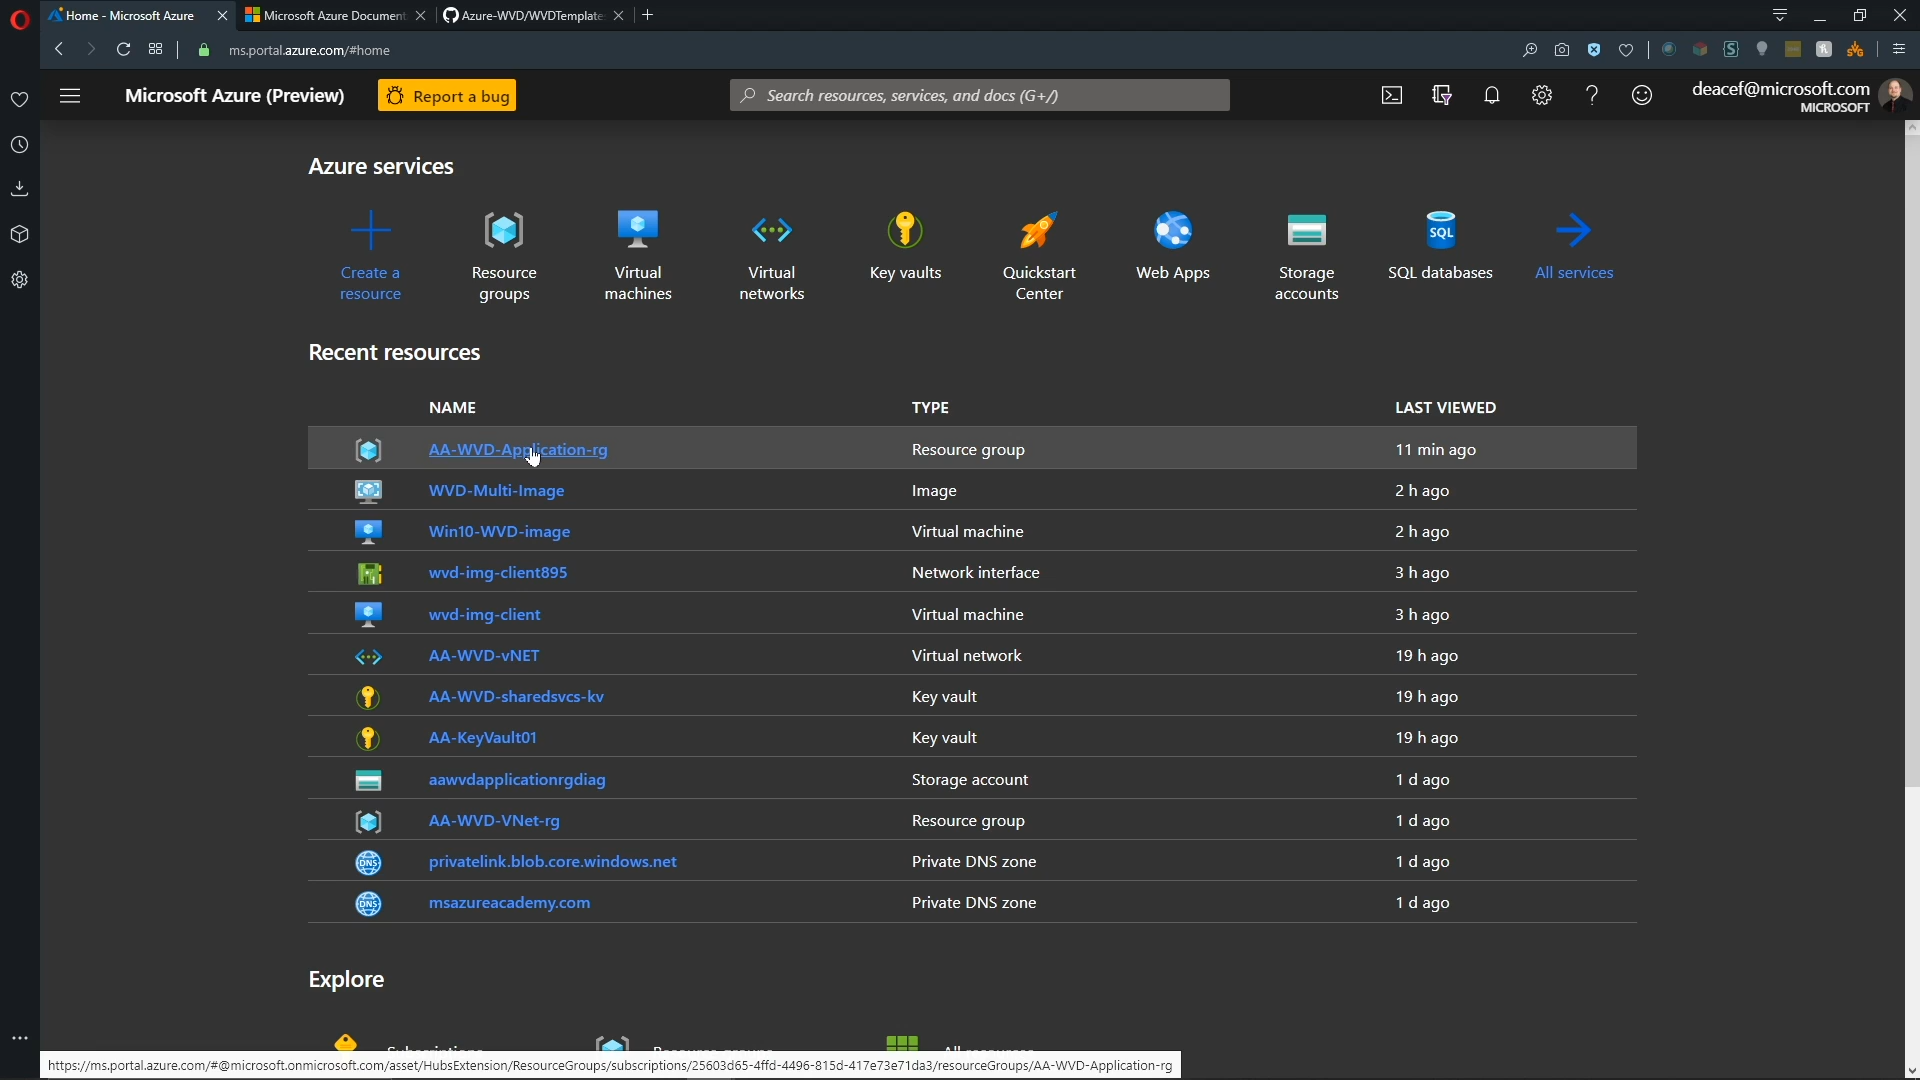 Home - Microsoft Azure
Microsoft Azure Document
Azure-WVD/WVDTemplate
ms.portal.azure.com/#home
Microsoft Azure (Preview)
Report a bug
Search resources, services, and docs (G+/)
deacef@microsoft.com
MICROSOFT
Azure services
Create a
resource
Resource
groups
Virtual
machines
Virtual
networks
Key vaults
Quickstart
Center
Web Apps
Storage
accounts
SQL
SQL databases
All services
Recent resources
NAME TYPE LAST VIEWED
AA-WVD-Application-rg Resource group 11 min ago
WVD-Multi-Image Image 2 h ago
Win10-WVD-image Virtual machine 2 h ago
wvd-img-client895 Network interface 3 h ago
wvd-img-client Virtual machine 3 h ago
AA-WVD-vNET Virtual network 19 h ago
AA-WVD-sharedsvcs-kv Key vault 19 h ago
AA-KeyVault01 Key vault 19 h ago
aawvdapplicationrgdiag Storage account 1 d ago
AA-WVD-VNet-rg Resource group 1 d ago
DNS privatelink.blob.core.windows.net Private DNS zone 1 d ago
DNS msazureacademy.com Private DNS zone 1 d ago
Explore
Subscriptions Resource groups All resources
https://ms.portal.azure.com/#@microsoft.onmicrosoft.com/asset/HubsExtension/ResourceGroups/subscriptions/25603d65-4ffd-4496-815d-417e73e71da3/resourceGroups/AA-WVD-Application-rg